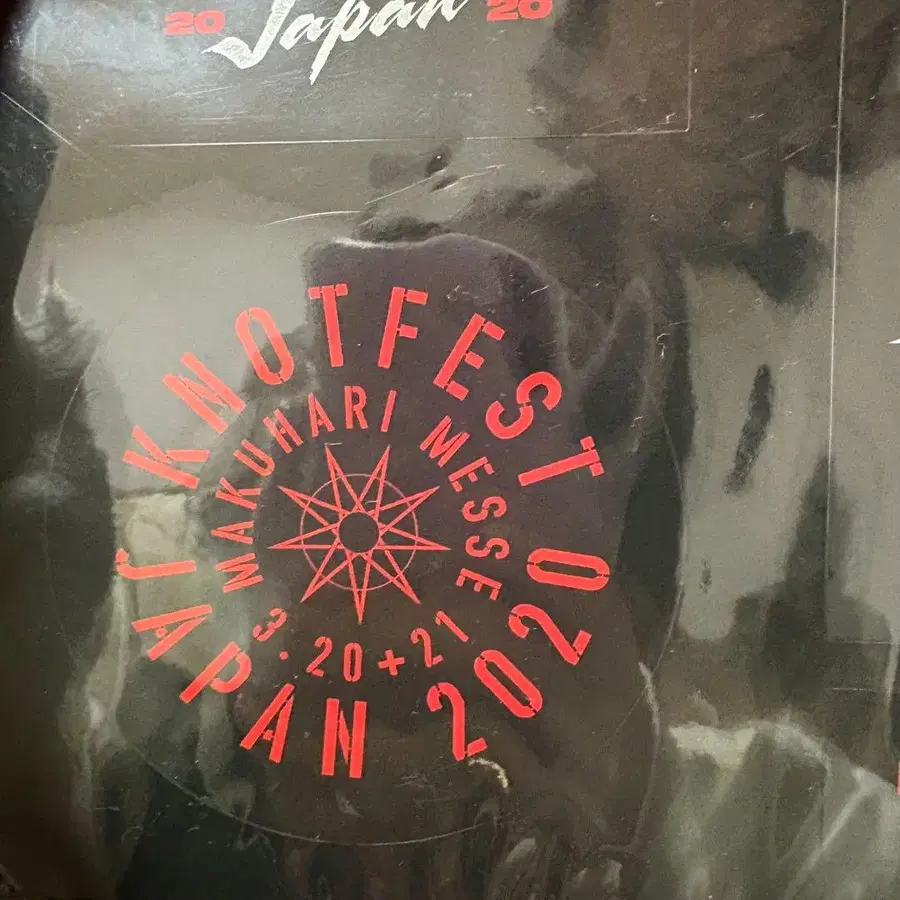 20 Japan 20
KNOTFEST
MAKUHARI MESSE
3.20+21
JAPAN 2020